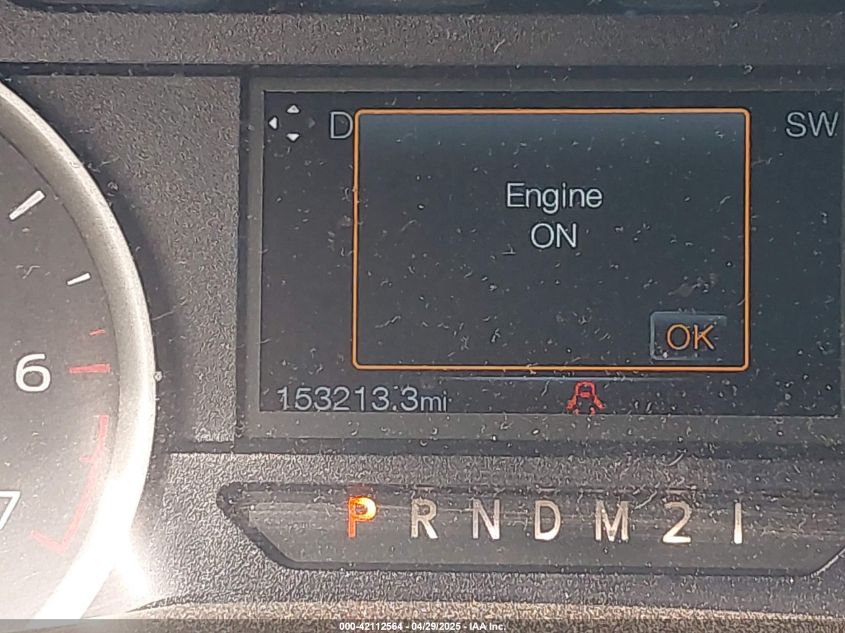 D
SW
Engine
ON
OK
153213.3mi
6
7
P R N D M 2 1
000-42112564 - 04/29/2025 - IAA Inc.